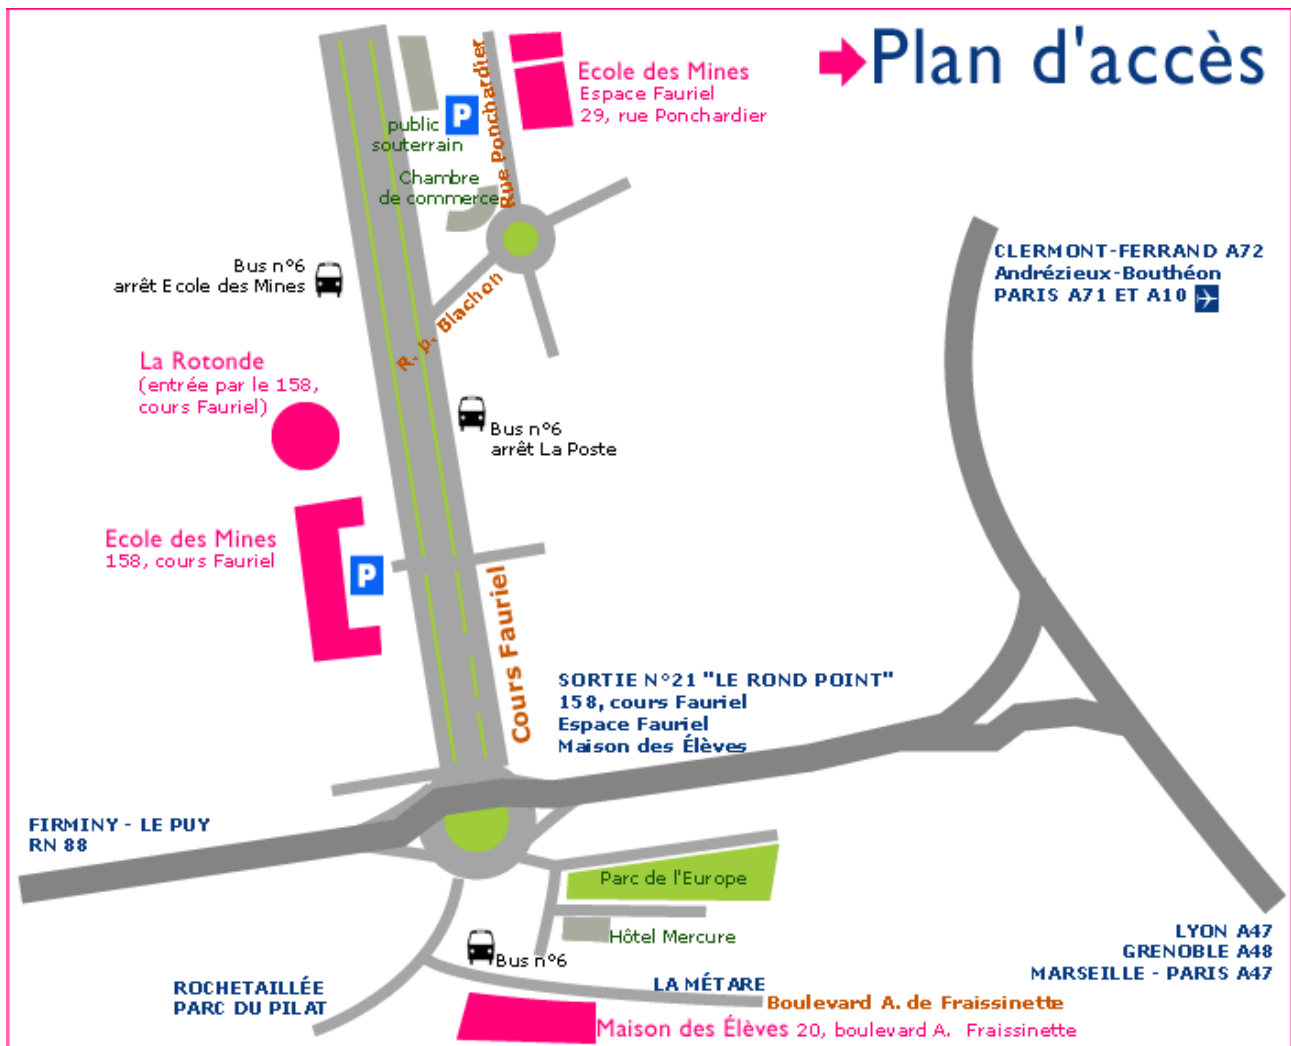 Plan d'accès
Ecole des Mines
Espace Fauriel
29, rue Ponchardier
Rue Ponchardier
P
public
souterrain
Chambre
de commerce
Bus n°6
arrêt Ecole des Mines
R. p. Blachon
CLERMONT-FERRAND A72
Andrézieux-Bouthéon
PARIS A71 ET A10
La Rotonde
(entrée par le 158,
cours Fauriel)
Bus n°6
arrêt La Poste
Ecole des Mines
158, cours Fauriel
P
Cours Fauriel
SORTIE N°21 "LE ROND POINT"
158, cours Fauriel
Espace Fauriel
Maison des Élèves
FIRMINY - LE PUY
RN 88
Parc de l'Europe
Hôtel Mercure
Bus n°6
LYON A47
GRENOBLE A48
MARSEILLE - PARIS A47
ROCHETAILLÉE
PARC DU PILAT
LA MÉTARE
Boulevard A. de Fraissinette
Maison des Élèves 20, boulevard A. Fraissinette